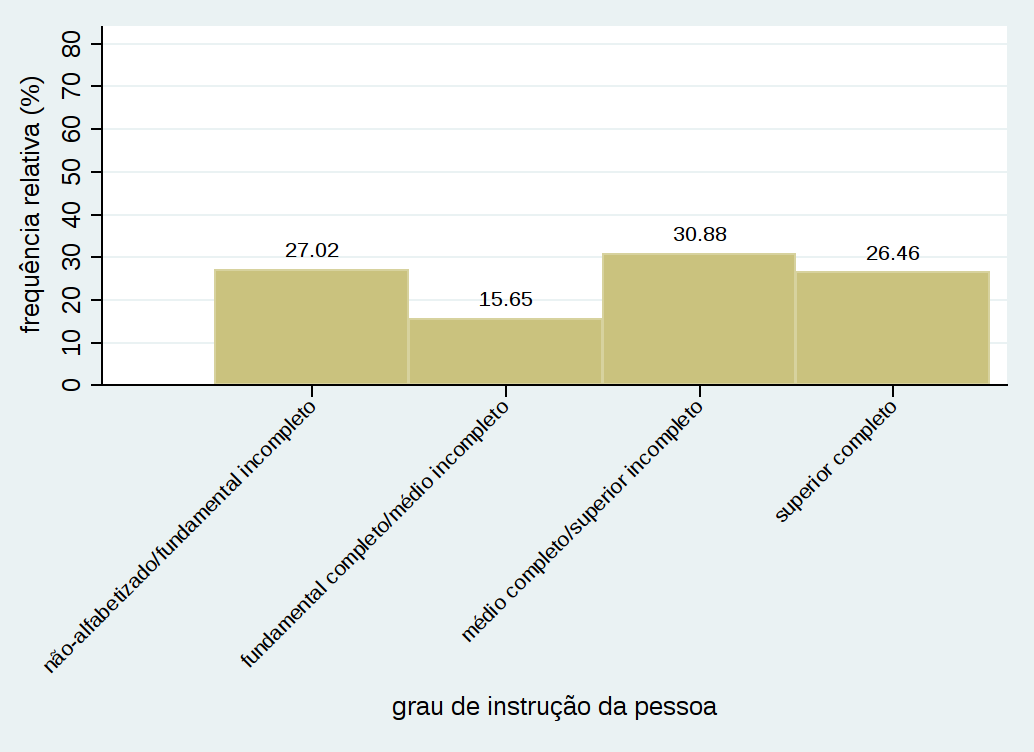 frequência relativa (%)
80
70
60
50
40
30
20
10
0
27.02
15.65
30.88
26.46
não-alfabetizado/fundamental incompleto
fundamental completo/médio incompleto
médio completo/superior incompleto
superior completo
grau de instrução da pessoa